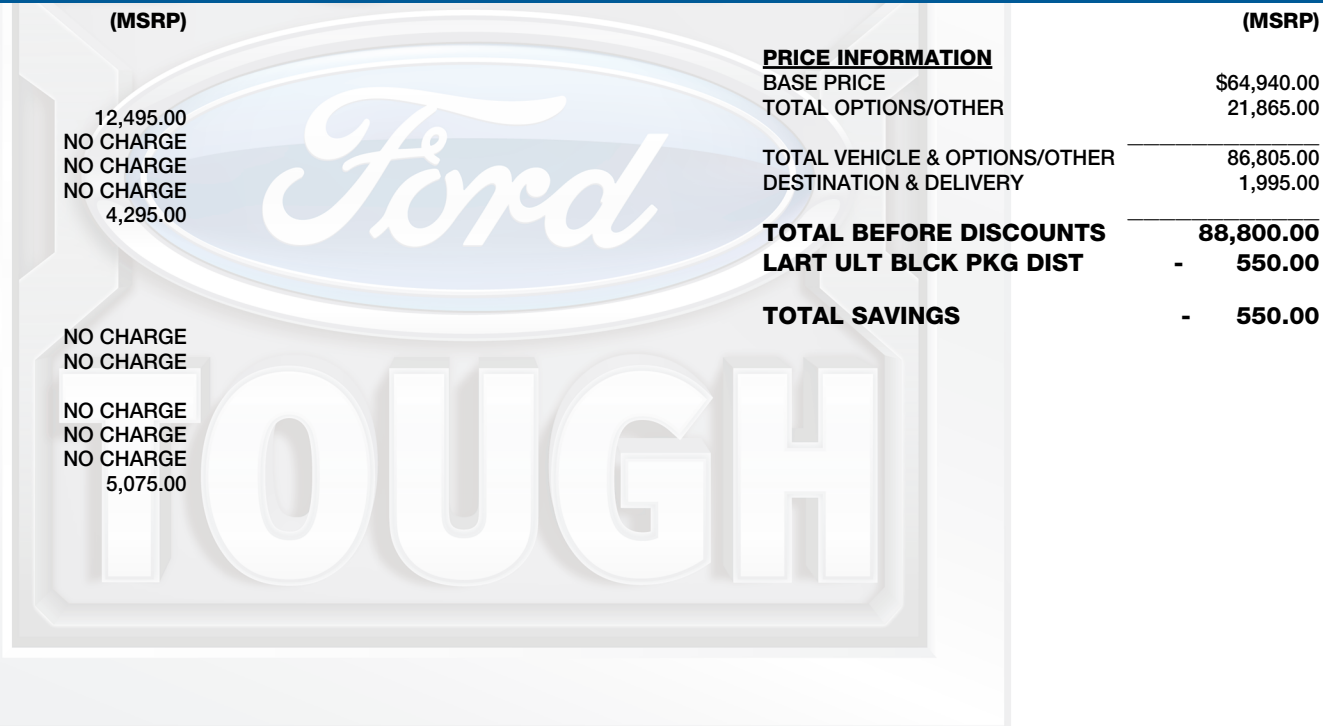 (MSRP)
12,495.00
NO CHARGE
NO CHARGE
NO CHARGE
4,295.00
NO CHARGE
NO CHARGE
NO CHARGE
NO CHARGE
NO CHARGE
5,075.00
Ford
TOUGH
(MSRP)
PRICE INFORMATION
BASE PRICE $64,940.00
TOTAL OPTIONS/OTHER 21,865.00
TOTAL VEHICLE & OPTIONS/OTHER 86,805.00
DESTINATION & DELIVERY 1,995.00
TOTAL BEFORE DISCOUNTS 88,800.00
LART ULT BLCK PKG DIST - 550.00
TOTAL SAVINGS - 550.00